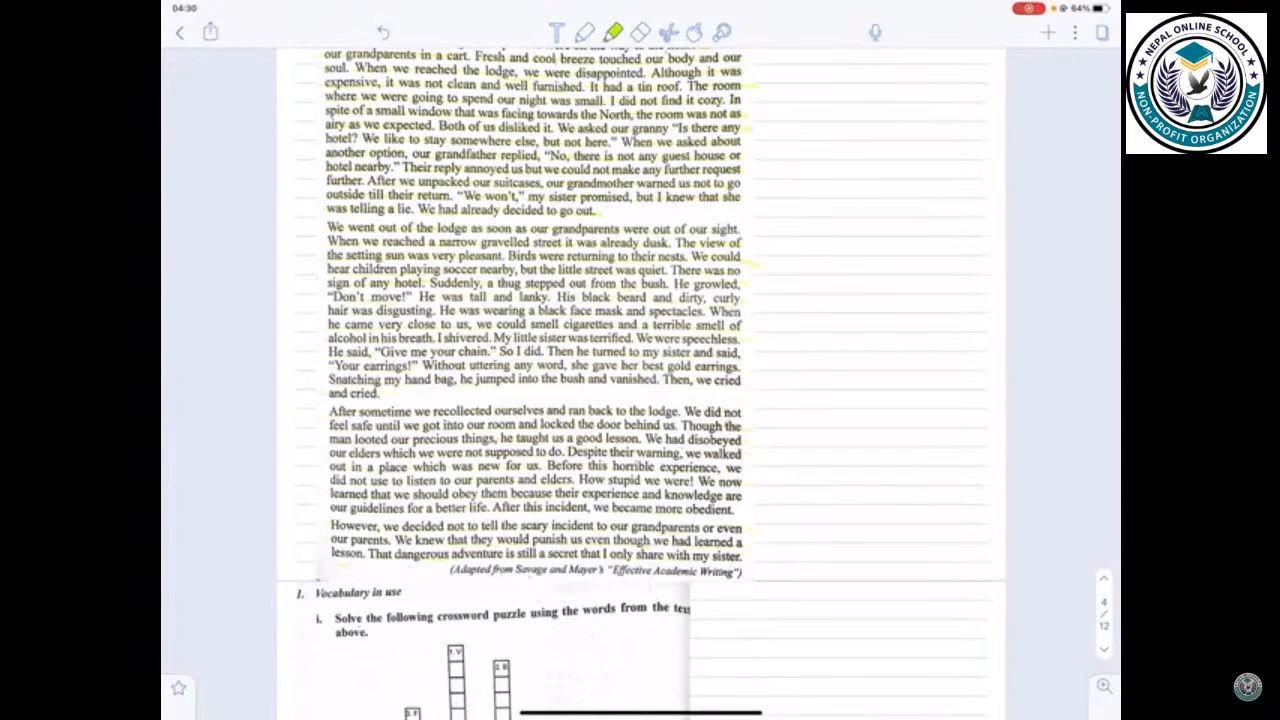 04:30
64%
NEPAL ONLINE SCHOOL
NON-PROFIT ORGANIZATION
our grandparents in a cart. Fresh and cool breeze touched our body and our
soul. When we reached the lodge, we were disappointed. Although it was
expensive, it was not clean and well furnished. It had a tin roof. The room
where we were going to spend our night was small. I did not find it cozy. In
spite of a small window that was facing towards the North, the room was not as
airy as we expected. Both of us disliked it. We asked our granny “Is there any
hotel? We like to stay somewhere else, but not here.” When we asked about
another option, our grandfather replied, “No, there is not any guest house or
hotel nearby.” Their reply annoyed us but we could not make any further request
further. After we unpacked our suitcases, our grandmother warned us not to go
outside till their return. “We won't,” my sister promised, but I knew that she
was telling a lie. We had already decided to go out.
We went out of the lodge as soon as our grandparents were out of our sight.
When we reached a narrow gravelled street it was already dusk. The view of
the setting sun was very pleasant. Birds were returning to their nests. We could
hear children playing soccer nearby, but the little street was quiet. There was no
sign of any hotel. Suddenly, a thug stepped out from the bush. He growled,
“Don't move!” He was tall and lanky. His black beard and dirty, curly
hair was disgusting. He was wearing a black face mask and spectacles. When
he came very close to us, we could smell cigarettes and a terrible smell of
alcohol in his breath. I shivered. My little sister was terrified. We were speechless.
He said, “Give me your chain.” So I did. Then he turned to my sister and said,
“Your earrings!” Without uttering any word, she gave her best gold earrings.
Snatching my hand bag, he jumped into the bush and vanished. Then, we cried
and cried.
After sometime we recollected ourselves and ran back to the lodge. We did not
feel safe until we got into our room and locked the door behind us. Though the
man looted our precious things, he taught us a good lesson. We had disobeyed
our elders which we were not supposed to do. Despite their warning, we walked
out in a place which was new for us. Before this horrible experience, we
did not use to listen to our parents and elders. How stupid we were! We now
learned that we should obey them because their experience and knowledge are
our guidelines for a better life. After this incident, we became more obedient.
However, we decided not to tell the scary incident to our grandparents or even
our parents. We knew that they would punish us even though we had learned a
lesson. That dangerous adventure is still a secret that I only share with my sister.
(Adapted from Savage and Mayer's "Effective Academic Writing")
1. Vocabulary in use
i. Solve the following crossword puzzle using the words from the text
above.
1. V
2. B
3. F
4
/
12